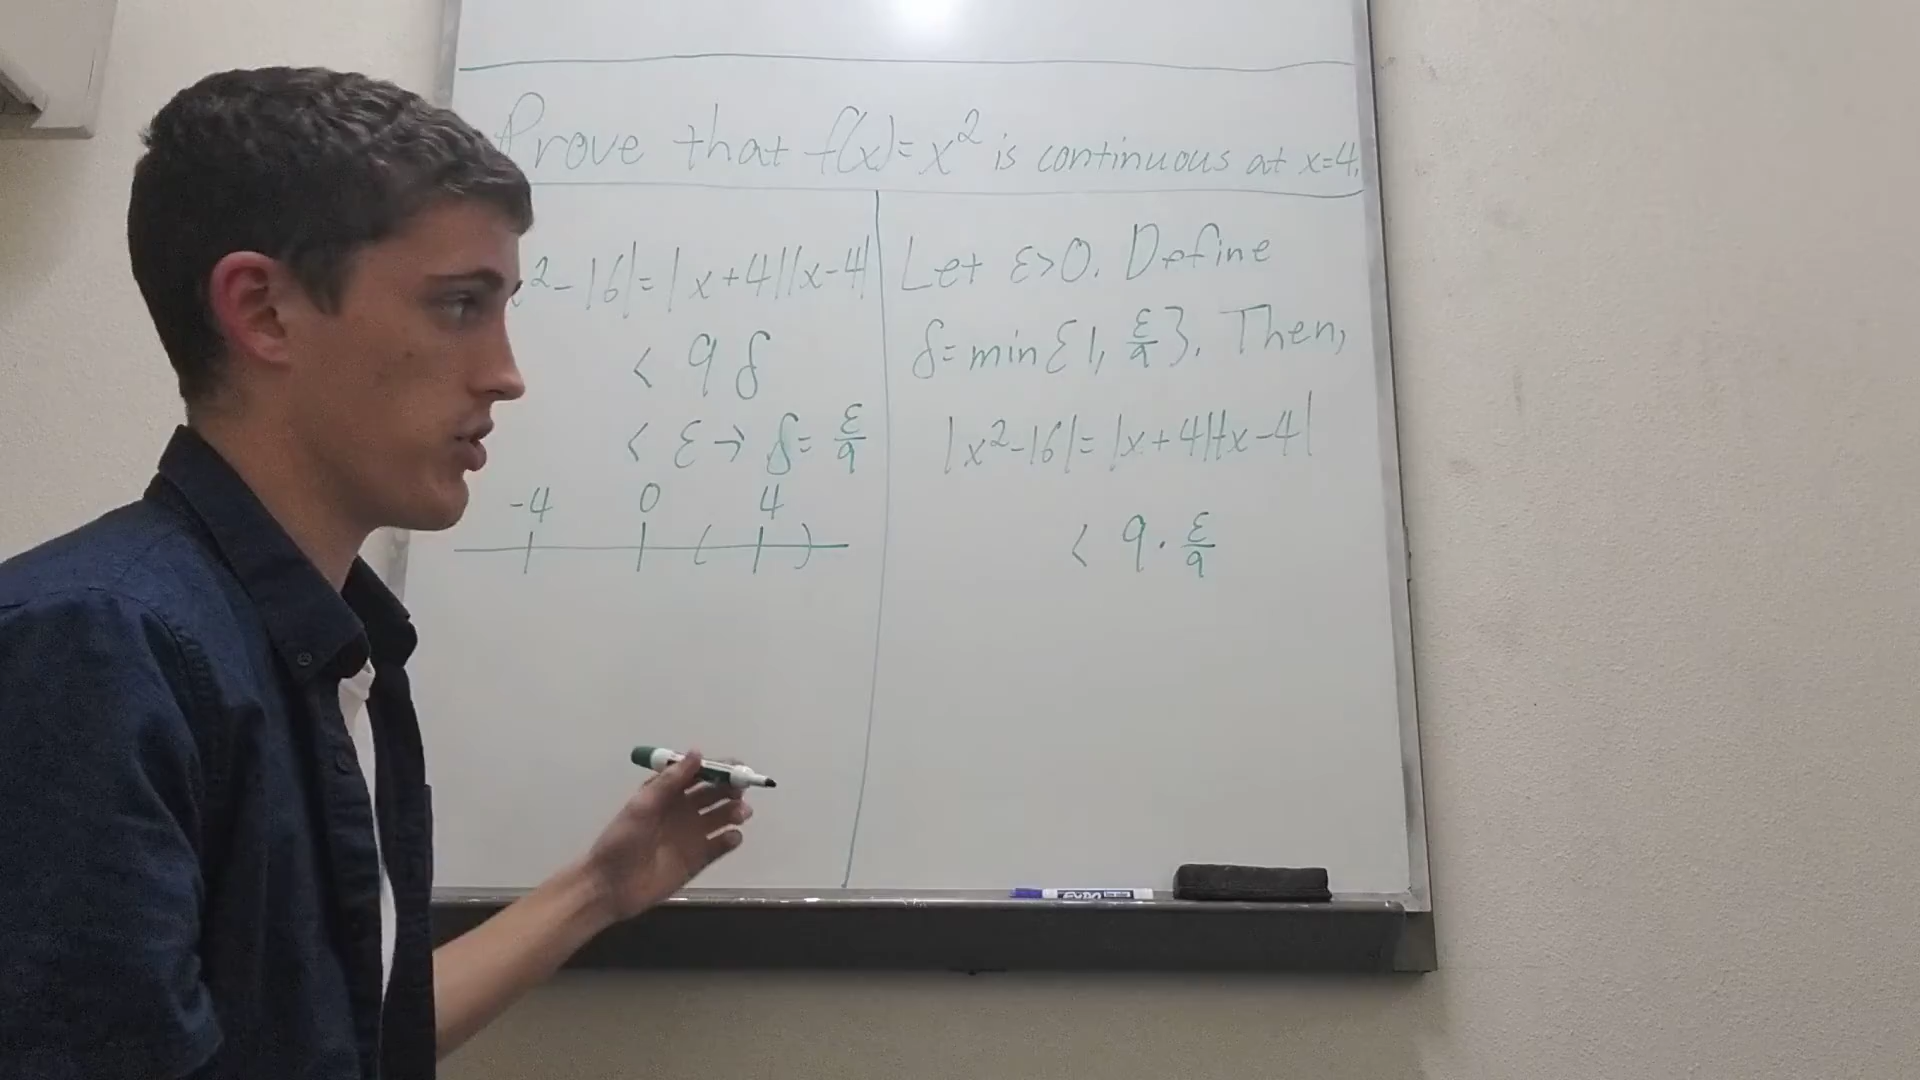 Prove that f(x)=x² is continuous at x=4.
²-16|=|x+4||x-4|
< 9δ
< ε → δ= ε/9
-4 0 4
Let ε>0. Define
δ=min{1, ε/9}. Then,
|x²-16|=|x+4||x-4|
< 9 · ε/9
EXPO